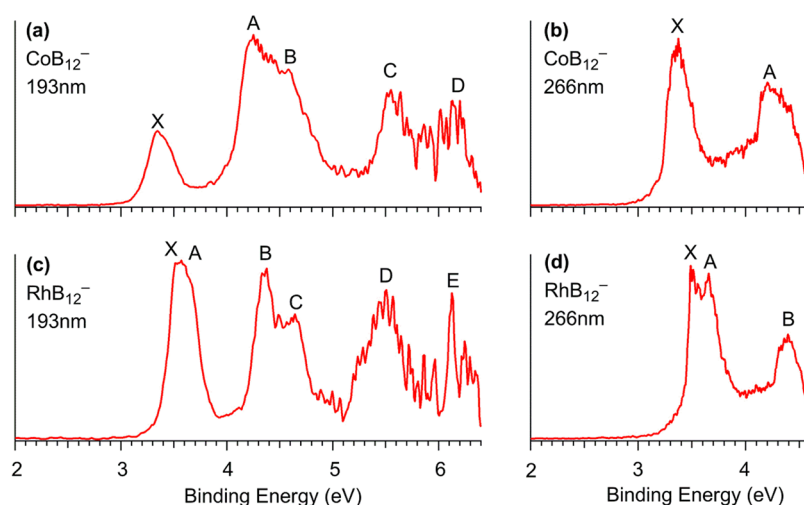 (a)
CoB₁₂⁻
193nm
X
A
B
C
D
(b)
CoB₁₂⁻
266nm
X
A
(c)
RhB₁₂⁻
193nm
X
A
B
C
D
E
(d)
RhB₁₂⁻
266nm
X
A
B
2 3 4 5 6
2 3 4
Binding Energy (eV)
Binding Energy (eV)